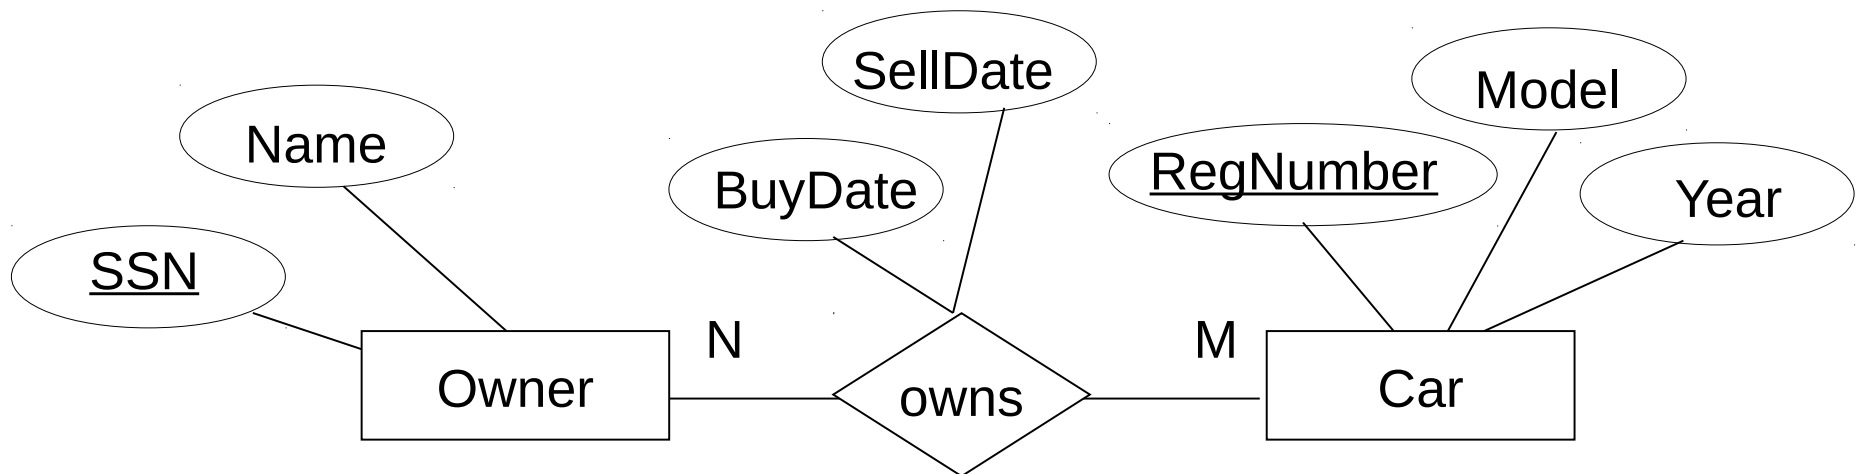 SellDate
Model
Name
BuyDate
RegNumber
Year
SSN
N
M
Owner
owns
Car